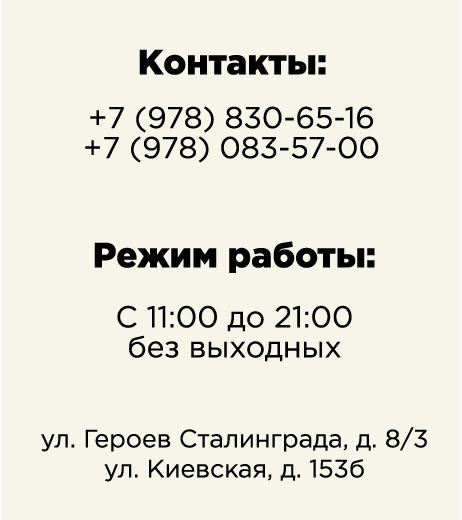 Контакты:
+7 (978) 830-65-16
+7 (978) 083-57-00
Режим работы:
С 11:00 до 21:00
без выходных
ул. Героев Сталинграда, д. 8/3
ул. Киевская, д. 153б